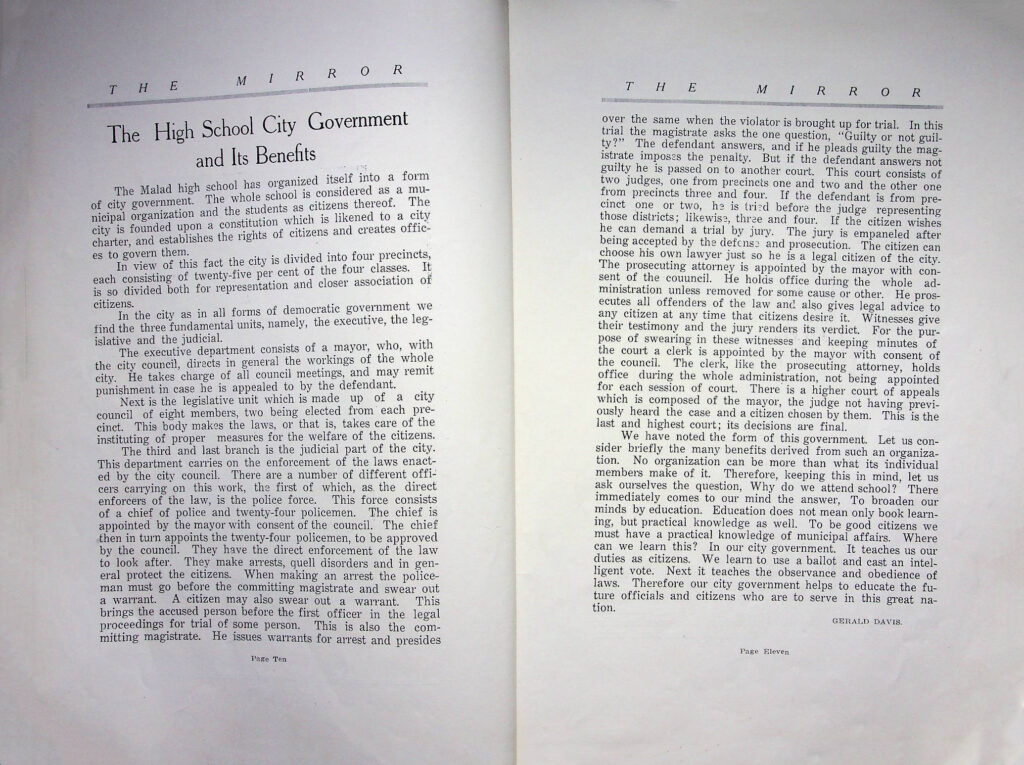 THE MIRROR
The High School City Government
and Its Benefits
The Malad high school has organized itself into a form
of city government. The whole school is considered as a mu-
nicipal organization and the students as citizens thereof. The
city is founded upon a constitution which is likened to a city
charter, and establishes the rights of citizens and creates offic-
es to govern them.
In view of this fact the city is divided into four precincts,
each consisting of twenty-five per cent of the four classes. It
is so divided both for representation and closer association of
citizens.
In the city as in all forms of democratic government we
find the three fundamental units, namely, the executive, the leg-
islative and the judicial.
The executive department consists of a mayor, who, with
the city council, directs in general the workings of the whole
city. He takes charge of all council meetings, and may remit
punishment in case he is appealed to by the defendant.
Next is the legislative unit which is made up of a city
council of eight members, two being elected from each pre-
cinct. This body makes the laws, or that is, takes care of the
instituting of proper measures for the welfare of the citizens.
The third and last branch is the judicial part of the city.
This department carries on the enforcement of the laws enact-
ed by the city council. There are a number of different offi-
cers carrying on this work, the first of which, as the direct
enforcers of the law, is the police force. This force consists
of a chief of police and twenty-four policemen. The chief is
appointed by the mayor with consent of the council. The chief
then in turn appoints the twenty-four policemen, to be approved
by the council. They have the direct enforcement of the law
to look after. They make arrests, quell disorders and in gen-
eral protect the citizens. When making an arrest the police-
man must go before the committing magistrate and swear out
a warrant. A citizen may also swear out a warrant. This
brings the accused person before the first officer in the legal
proceedings for trial of some person. This is also the com-
mitting magistrate. He issues warrants for arrest and presides
Page Ten
THE MIRROR
over the same when the violator is brought up for trial. In this
trial the magistrate asks the one question, "Guilty or not guil-
ty?" The defendant answers, and if he pleads guilty the mag-
istrate imposes the penalty. But if the defendant answers not
guilty he is passed on to another court. This court consists of
two judges, one from precincts one and two and the other one
from precincts three and four. If the defendant is from pre-
cinct one or two, he is tried before the judge representing
those districts; likewise, three and four. If the citizen wishes
he can demand a trial by jury. The jury is empaneled after
being accepted by the defense and prosecution. The citizen can
choose his own lawyer just so he is a legal citizen of the city.
The prosecuting attorney is appointed by the mayor with con-
sent of the couuncil. He holds office during the whole ad-
ministration unless removed for some cause or other. He pros-
ecutes all offenders of the law and also gives legal advice to
any citizen at any time that citizens desire it. Witnesses give
their testimony and the jury renders its verdict. For the pur-
pose of swearing in these witnesses and keeping minutes of
the court a clerk is appointed by the mayor with consent of
the council. The clerk, like the prosecuting attorney, holds
office during the whole administration, not being appointed
for each session of court. There is a higher court of appeals
which is composed of the mayor, the judge not having previ-
ously heard the case and a citizen chosen by them. This is the
last and highest court; its decisions are final.
We have noted the form of this government. Let us con-
sider briefly the many benefits derived from such an organiza-
tion. No organization can be more than what its individual
members make of it. Therefore, keeping this in mind, let us
ask ourselves the question, Why do we attend school? There
immediately comes to our mind the answer, To broaden our
minds by education. Education does not mean only book learn-
ing, but practical knowledge as well. To be good citizens we
must have a practical knowledge of municipal affairs. Where
can we learn this? In our city government. It teaches us our
duties as citizens. We learn to use a ballot and cast an intel-
ligent vote. Next it teaches the observance and obedience of
laws. Therefore our city government helps to educate the fu-
ture officials and citizens who are to serve in this great na-
tion.
GERALD DAVIS.
Page Eleven